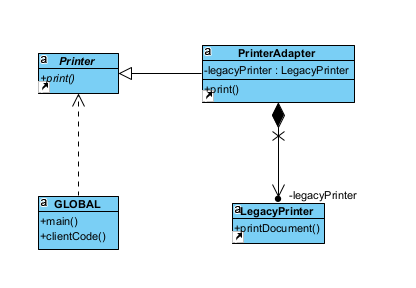 a
Printer
+print()
a
PrinterAdapter
-legacyPrinter : LegacyPrinter
+print()
a
GLOBAL
+main()
+clientCode()
-legacyPrinter
a
LegacyPrinter
+printDocument()